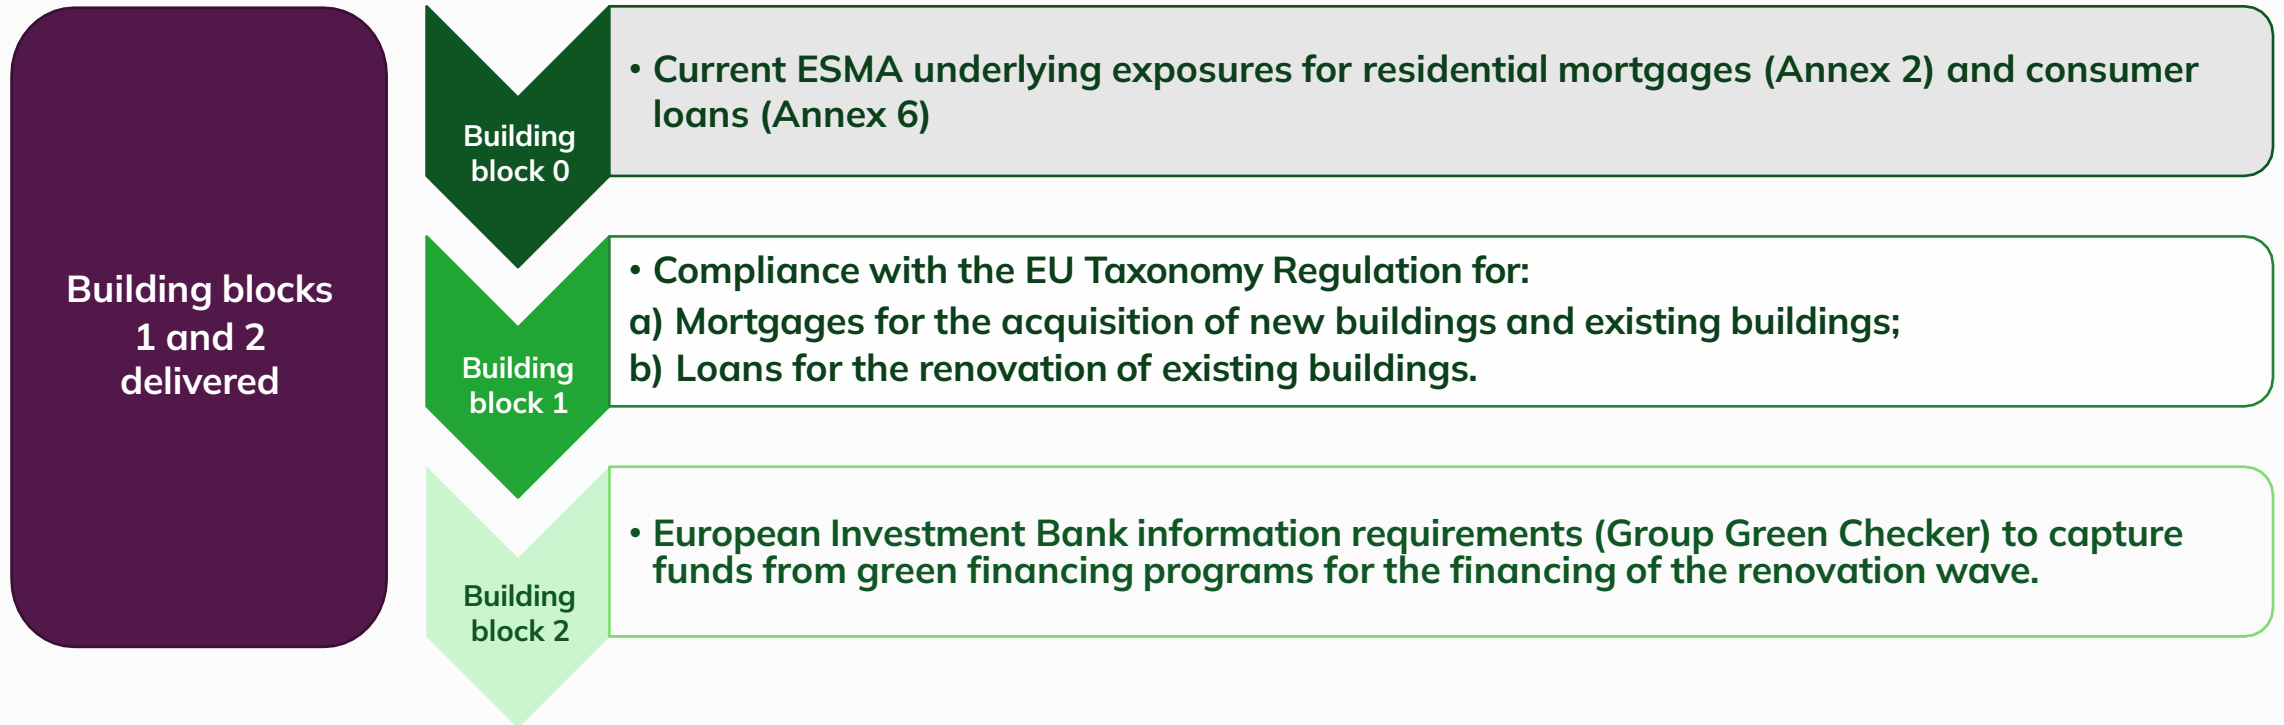 Building blocks
1 and 2
delivered
Building
block 0
• Current ESMA underlying exposures for residential mortgages (Annex 2) and consumer
loans (Annex 6)
Building
block 1
• Compliance with the EU Taxonomy Regulation for:
a) Mortgages for the acquisition of new buildings and existing buildings;
b) Loans for the renovation of existing buildings.
Building
block 2
• European Investment Bank information requirements (Group Green Checker) to capture
funds from green financing programs for the financing of the renovation wave.